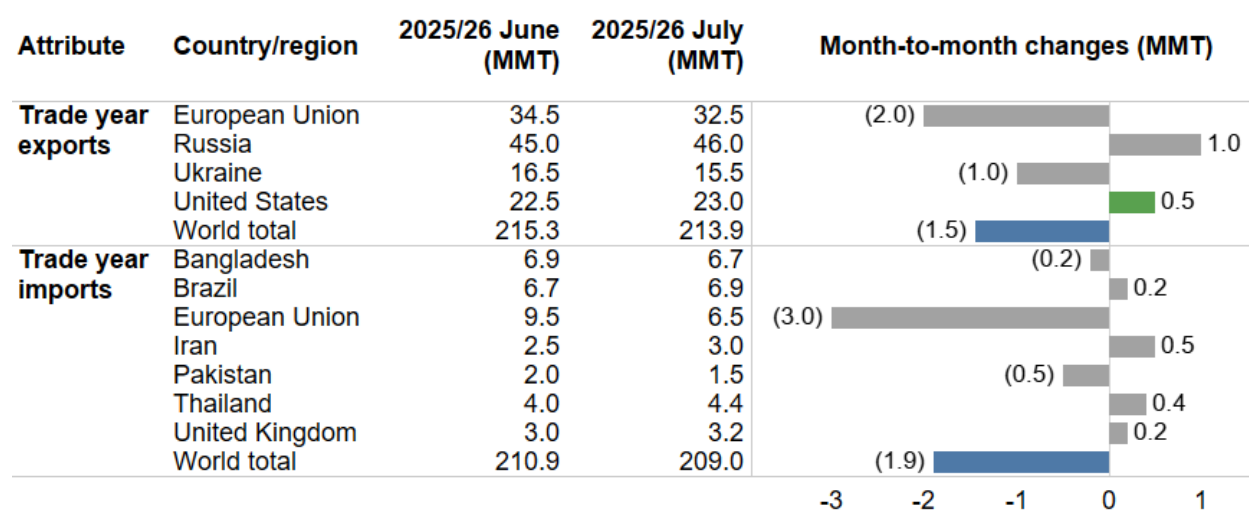 Attribute Country/region 2025/26 June (MMT) 2025/26 July (MMT) Month-to-month changes (MMT)
Trade year exports European Union 34.5 32.5 (2.0)
Russia 45.0 46.0 1.0
Ukraine 16.5 15.5 (1.0)
United States 22.5 23.0 0.5
World total 215.3 213.9 (1.5)
Trade year imports Bangladesh 6.9 6.7 (0.2)
Brazil 6.7 6.9 0.2
European Union 9.5 6.5 (3.0)
Iran 2.5 3.0 0.5
Pakistan 2.0 1.5 (0.5)
Thailand 4.0 4.4 0.4
United Kingdom 3.0 3.2 0.2
World total 210.9 209.0 (1.9)
-3 -2 -1 0 1